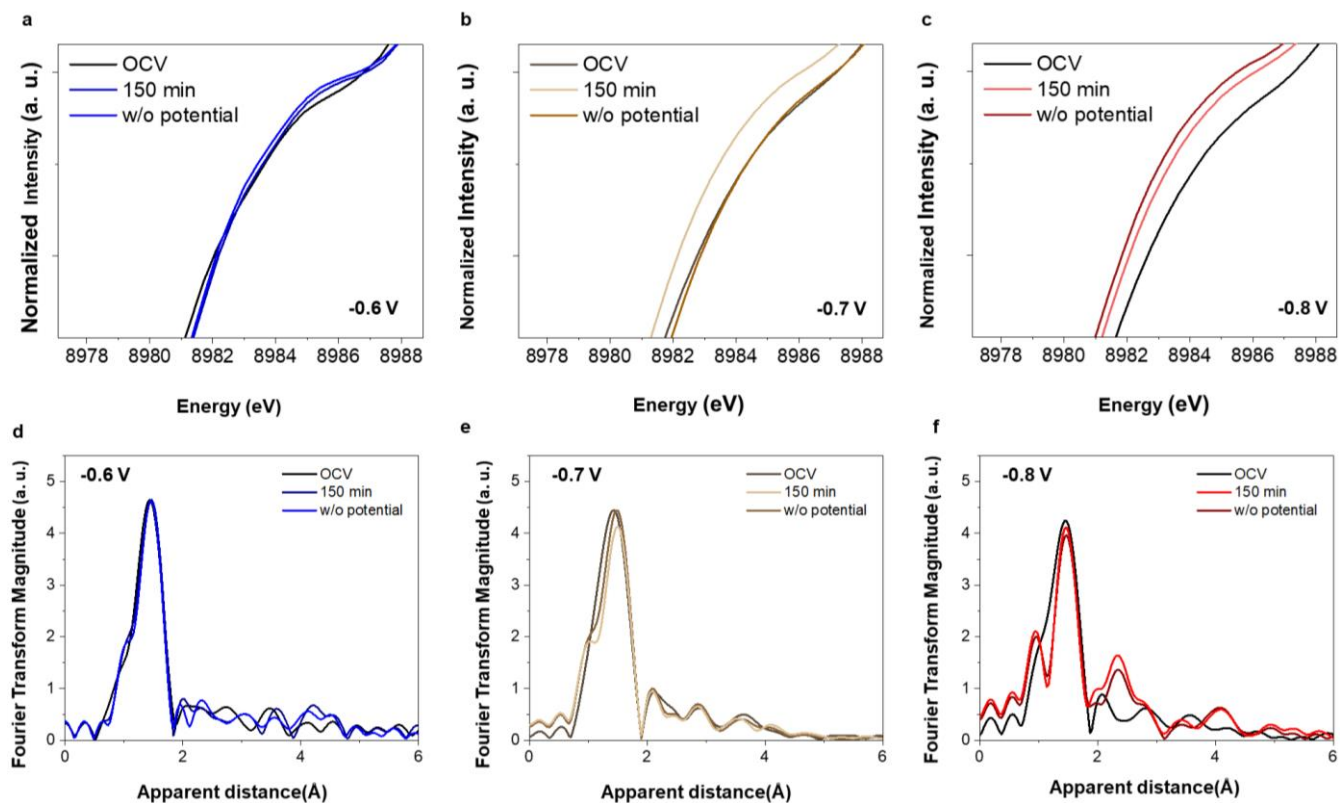 a
OCV
150 min
w/o potential
-0.6 V
Normalized Intensity (a. u.)
8978 8980 8982 8984 8986 8988
Energy (eV)
b
OCV
150 min
w/o potential
-0.7 V
Normalized Intensity (a. u.)
8978 8980 8982 8984 8986 8988
Energy (eV)
c
OCV
150 min
w/o potential
-0.8 V
Normalized Intensity (a. u.)
8978 8980 8982 8984 8986 8988
Energy (eV)
d
-0.6 V
OCV
150 min
w/o potential
Fourier Transform Magnitude (a. u.)
5
4
3
2
1
0
0 2 4 6
Apparent distance(Å)
e
-0.7 V
OCV
150 min
w/o potential
Fourier Transform Magnitude (a. u.)
5
4
3
2
1
0
0 2 4 6
Apparent distance(Å)
f
-0.8 V
OCV
150 min
w/o potential
Fourier Transform Magnitude (a. u.)
5
4
3
2
1
0
0 2 4 6
Apparent distance(Å)